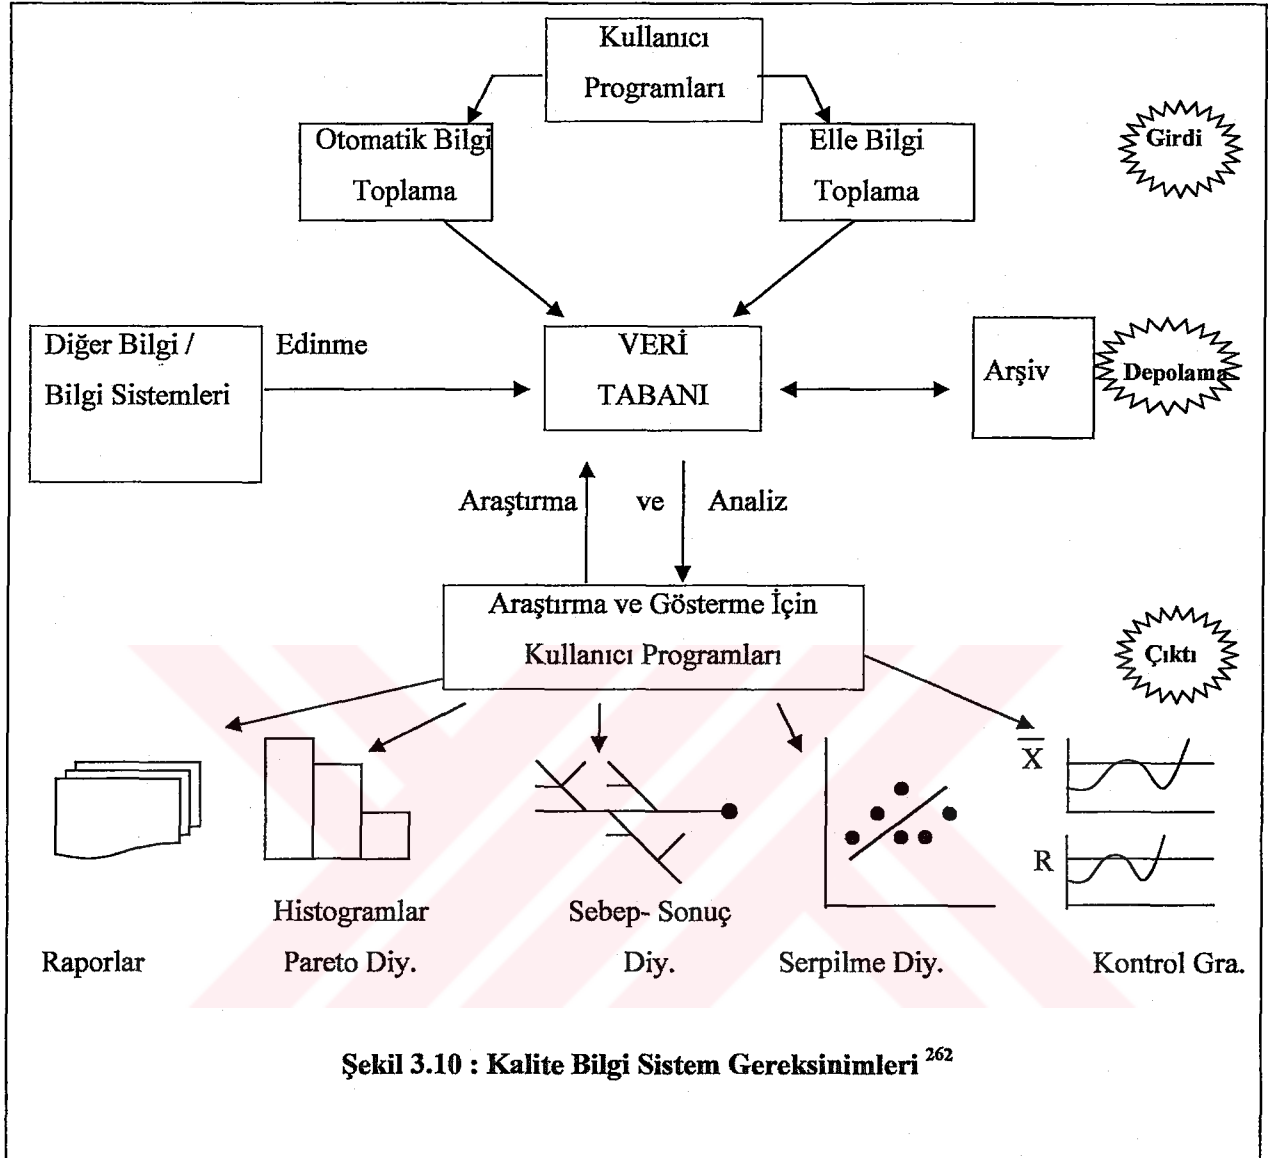 Kullanıcı
Programları
Otomatik Bilgi
Toplama
Elle Bilgi
Toplama
Girdi
Diğer Bilgi /
Bilgi Sistemleri
Edinme
VERİ
TABANI
Arşiv
Depolama
Araştırma ve Analiz
Araştırma ve Gösterme İçin
Kullanıcı Programları
Çıktı
X
R
Histogramlar
Pareto Diy.
Sebep- Sonuç
Diy.
Raporlar
Serpilme Diy.
Kontrol Gra.
Şekil 3.10 : Kalite Bilgi Sistem Gereksinimleri 262